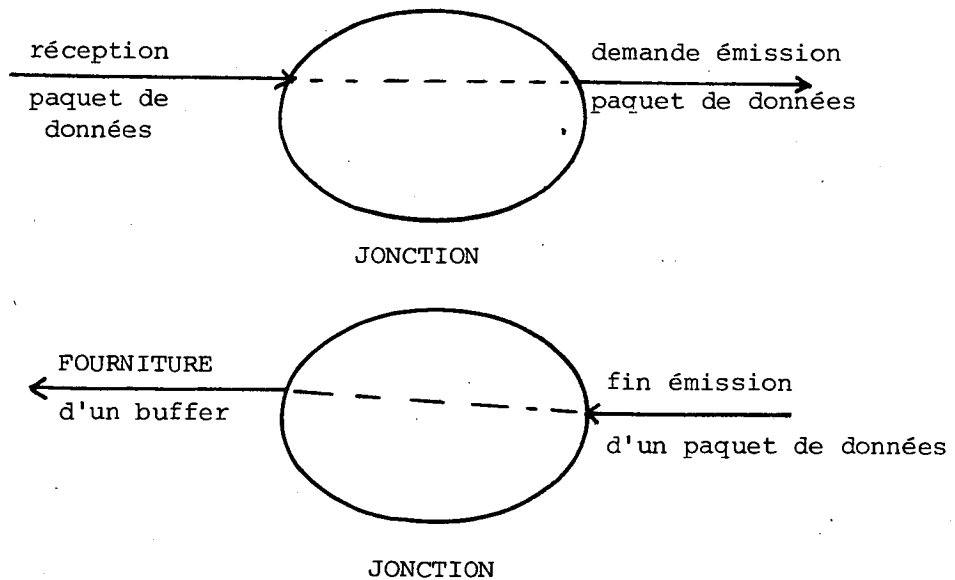 réception
paquet de
données
demande émission
paquet de données
JONCTION
FOURNITURE
d'un buffer
fin émission
d'un paquet de données
JONCTION